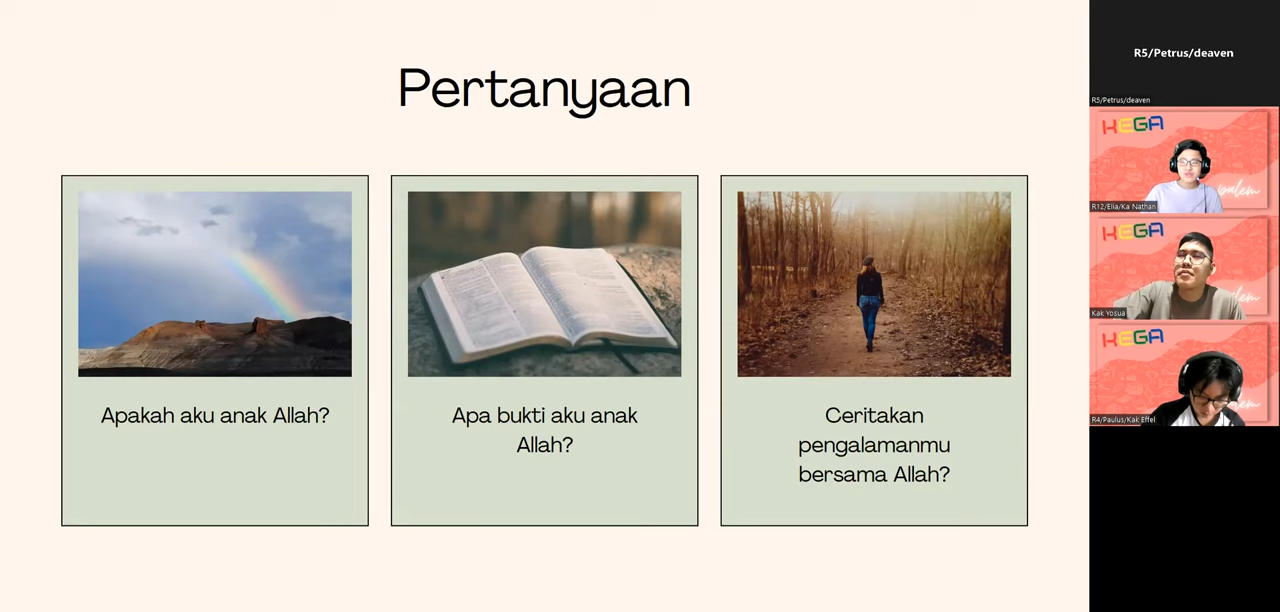 Pertanyaan
Apakah aku anak Allah?
Apa bukti aku anak
Allah?
Ceritakan
pengalamanmu
bersama Allah?
R5/Petrus/deaven
R5/Petrus/deaven
KEGA
R12/Elia/Ka Nathan
KEGA
Kak Yosua
KEGA
R4/Paulus/Kak Effel